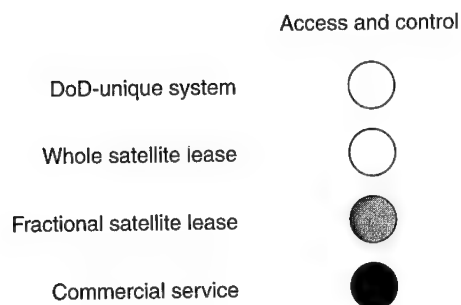 Access and control
DoD-unique system
Whole satellite lease
Fractional satellite lease
Commercial service